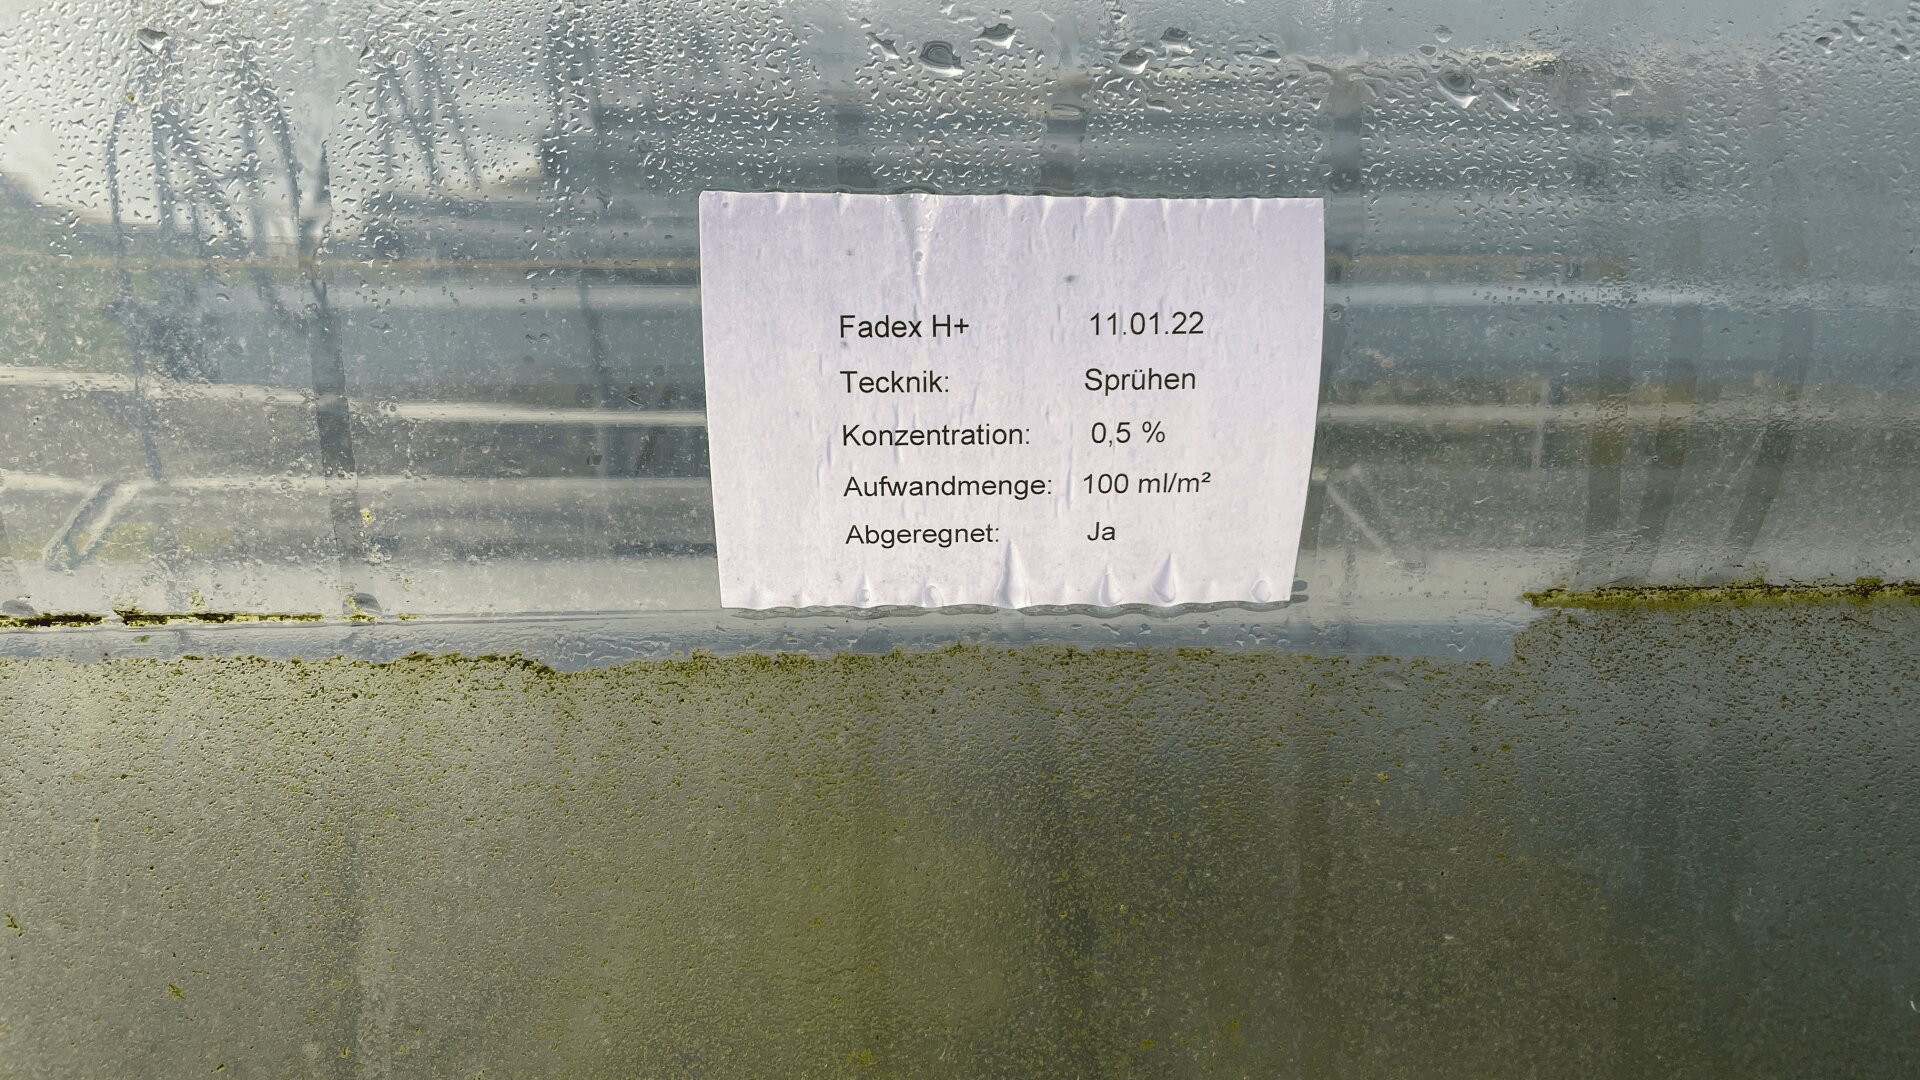 Fadex H+ 11.01.22
Tecknik: Sprühen
Konzentration: 0,5 %
Aufwandmenge: 100 ml/m²
Abgeregnet: Ja